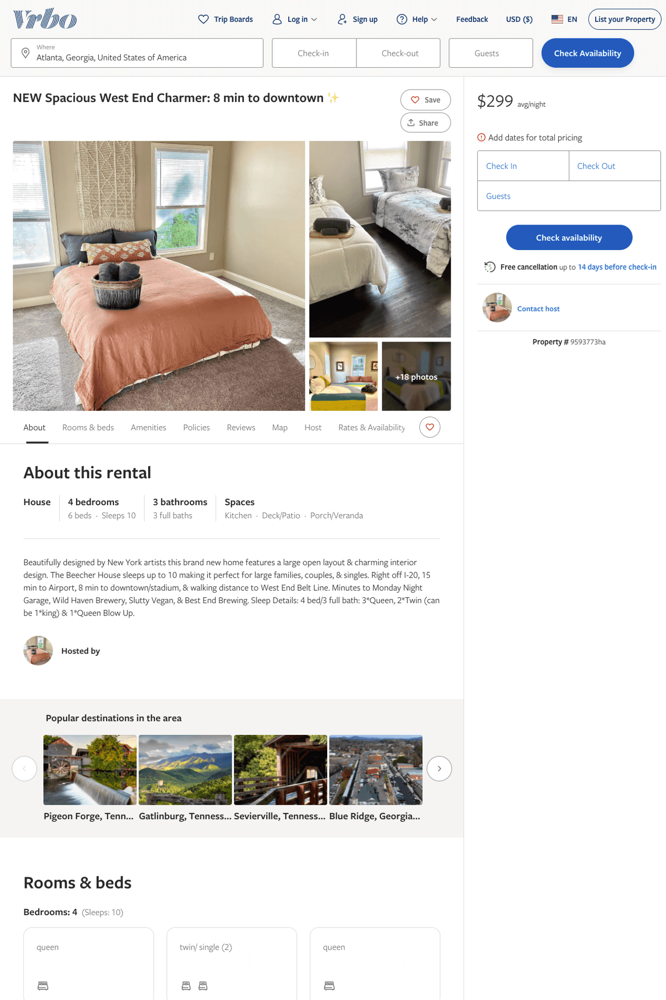 Vrbo
Trip Boards
Log in
Sign up
Help
Feedback
USD ($)
EN
List your Property
Where
Atlanta, Georgia, United States of America
Check-in
Check-out
Guests
Check Availability
NEW Spacious West End Charmer: 8 min to downtown ✨
Save
Share
$299 avg/night
Add dates for total pricing
Check In
Check Out
Guests
Check availability
Free cancellation up to 14 days before check-in
Contact host
Property # 9593773ha
+18 photos
About
Rooms & beds
Amenities
Policies
Reviews
Map
Host
Rates & Availability
About this rental
House
4 bedrooms
6 beds · Sleeps 10
3 bathrooms
3 full baths
Spaces
Kitchen · Deck/Patio · Porch/Veranda
Beautifully designed by New York artists this brand new home features a large open layout & charming interior
design. The Beecher House sleeps up to 10 making it perfect for large families, couples, & singles. Right off I-20, 15
min to Airport, 8 min to downtown/stadium, & walking distance to West End Belt Line. Minutes to Monday Night
Garage, Wild Haven Brewery, Slutty Vegan, & Best End Brewing. Sleep Details: 4 bed/3 full bath: 3*Queen, 2*Twin (can
be 1*king) & 1*Queen Blow Up.
Hosted by
Popular destinations in the area
Pigeon Forge, Tenn...
Gatlinburg, Tenness...
Sevierville, Tenness...
Blue Ridge, Georgia...
Rooms & beds
Bedrooms: 4 (Sleeps: 10)
queen
twin/ single (2)
queen